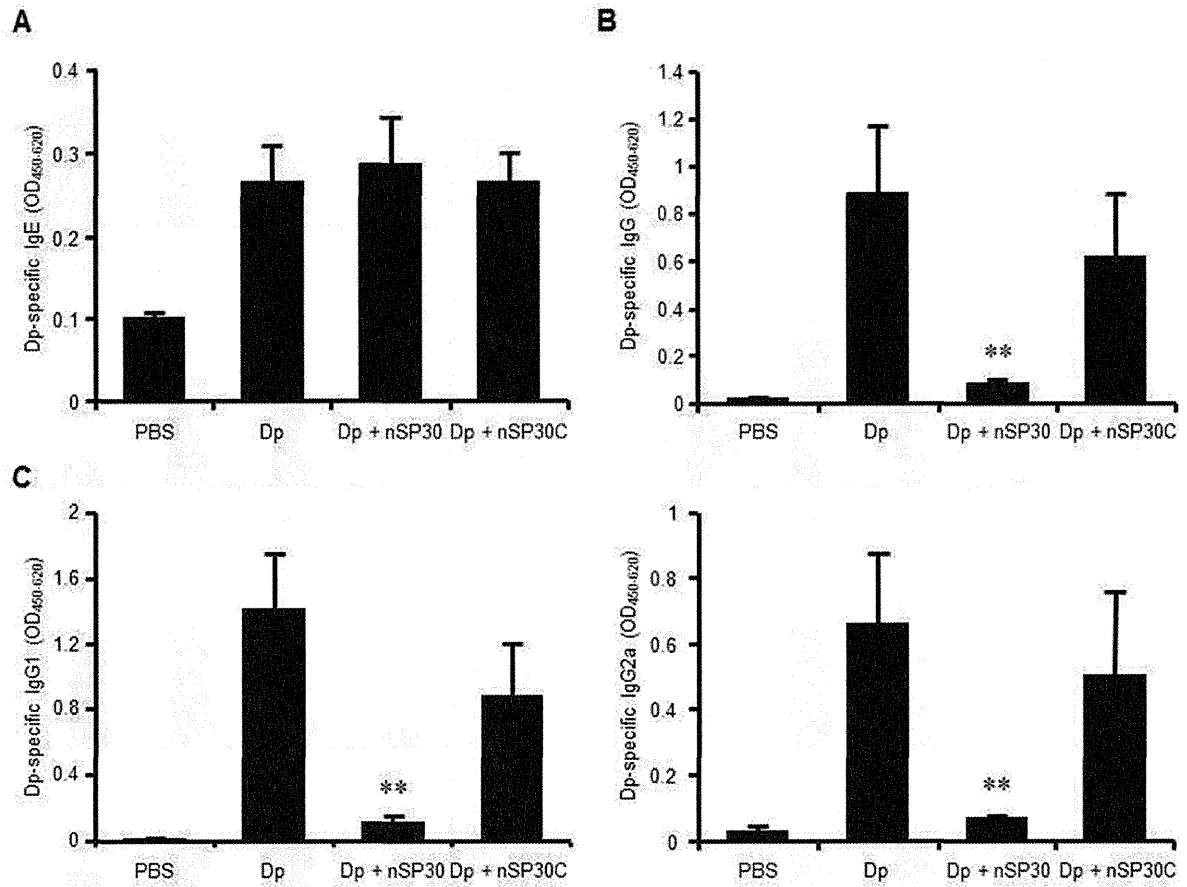 A
Dp-specific IgE (OD450-620)
0.4
0.3
0.2
0.1
0
PBS Dp Dp + nSP30 Dp + nSP30C
B
Dp-specific IgG (OD450-620)
1.4
1.2
1
0.8
0.6
0.4
0.2
0
**
PBS Dp Dp + nSP30 Dp + nSP30C
C
Dp-specific IgG1 (OD450-620)
2
1.6
1.2
0.8
0.4
0
**
PBS Dp Dp + nSP30 Dp + nSP30C
Dp-specific IgG2a (OD450-620)
1
0.8
0.6
0.4
0.2
0
**
PBS Dp Dp + nSP30 Dp + nSP30C